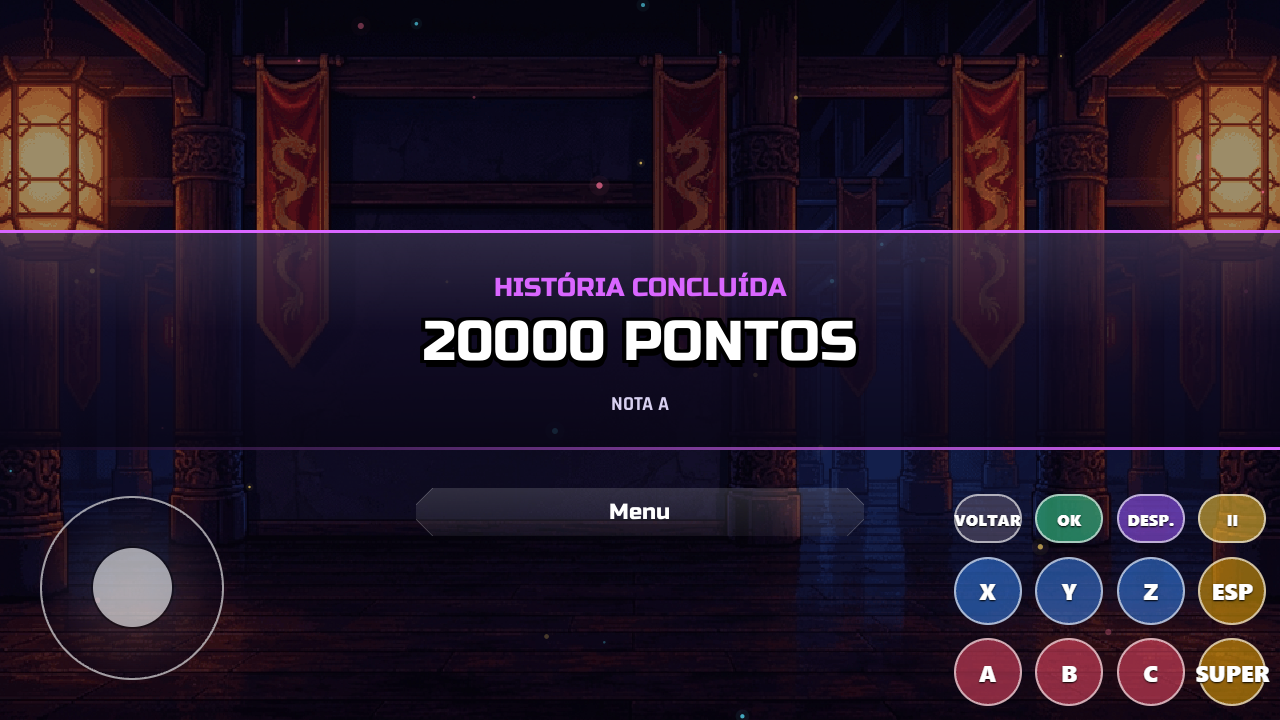 HISTÓRIA CONCLUÍDA
20000 PONTOS
NOTA A
Menu
VOLTAR OK DESP. II
X Y Z ESP
A B C SUPER